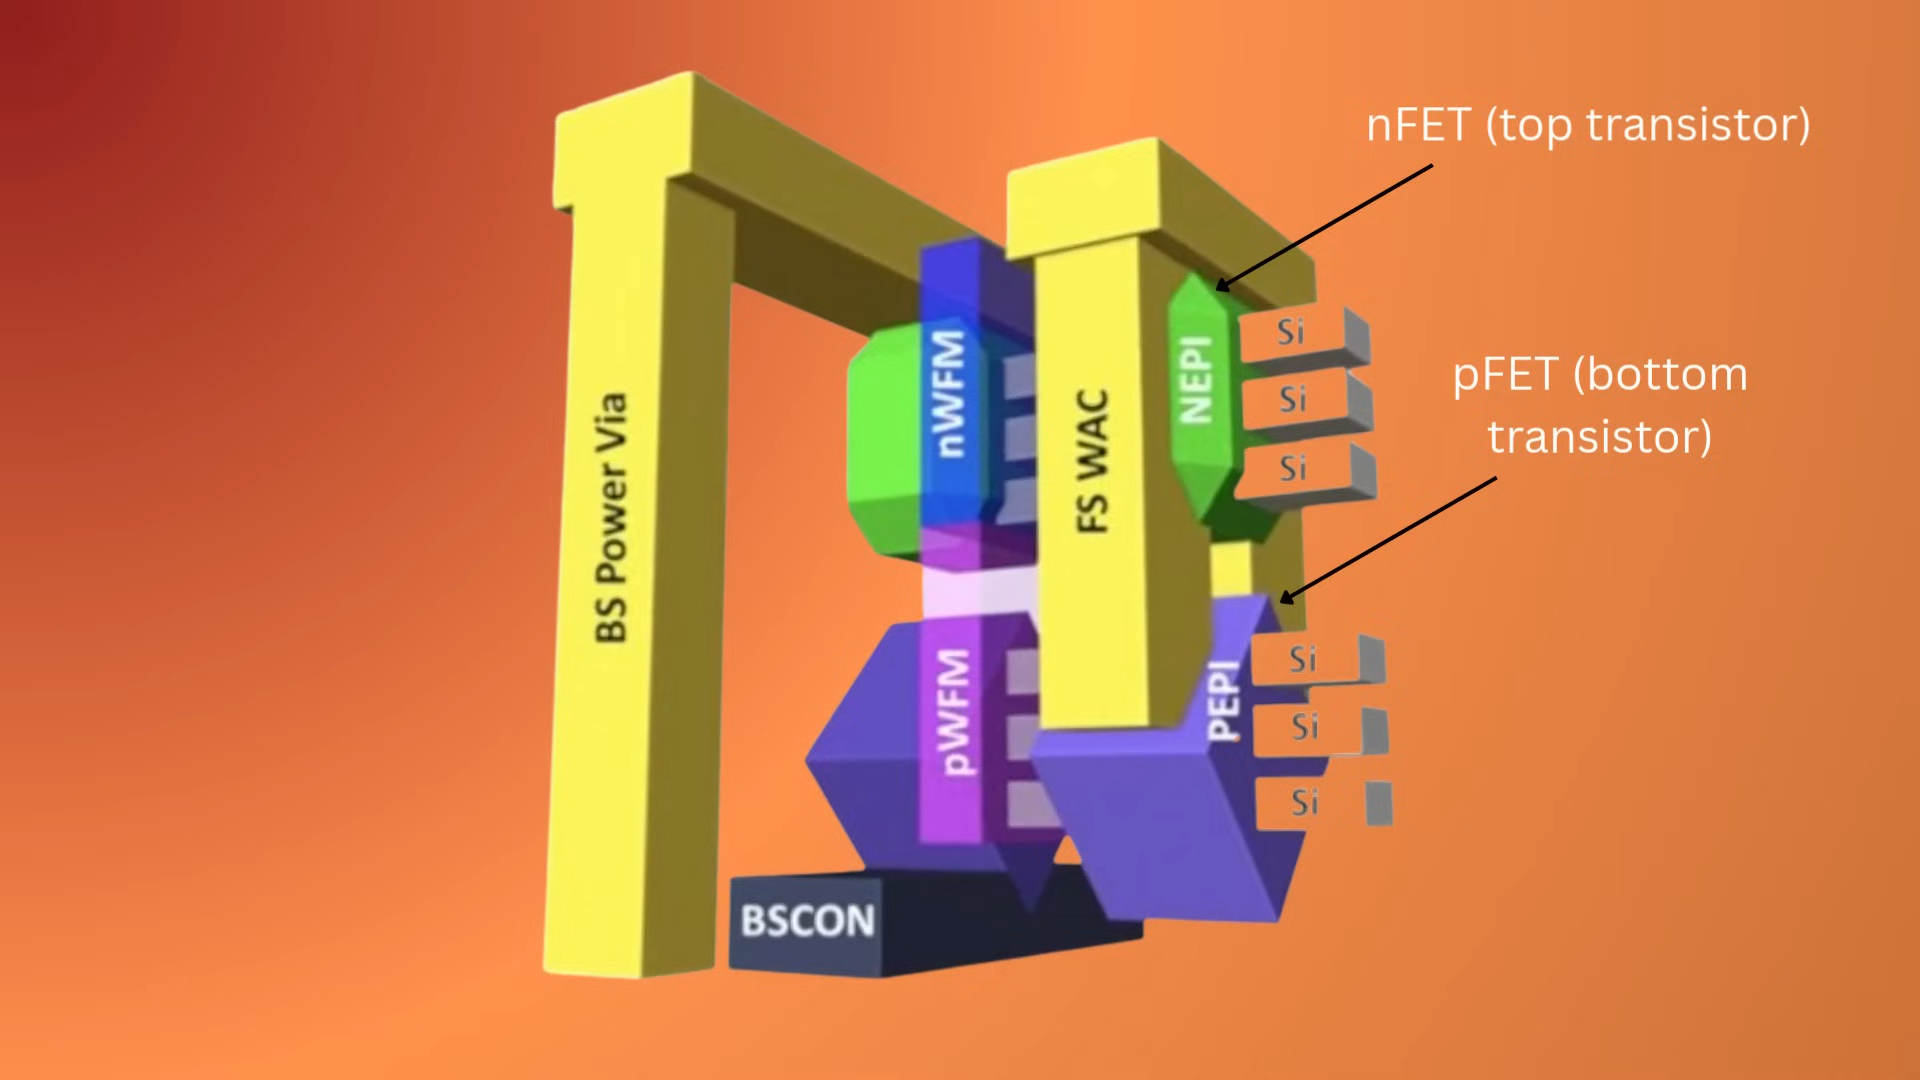 nFET (top transistor)
pFET (bottom
transistor)
BS Power Via
nWFM
pWFM
FS WAC
NEPI
PEPI
Si
Si
Si
Si
Si
Si
BSCON